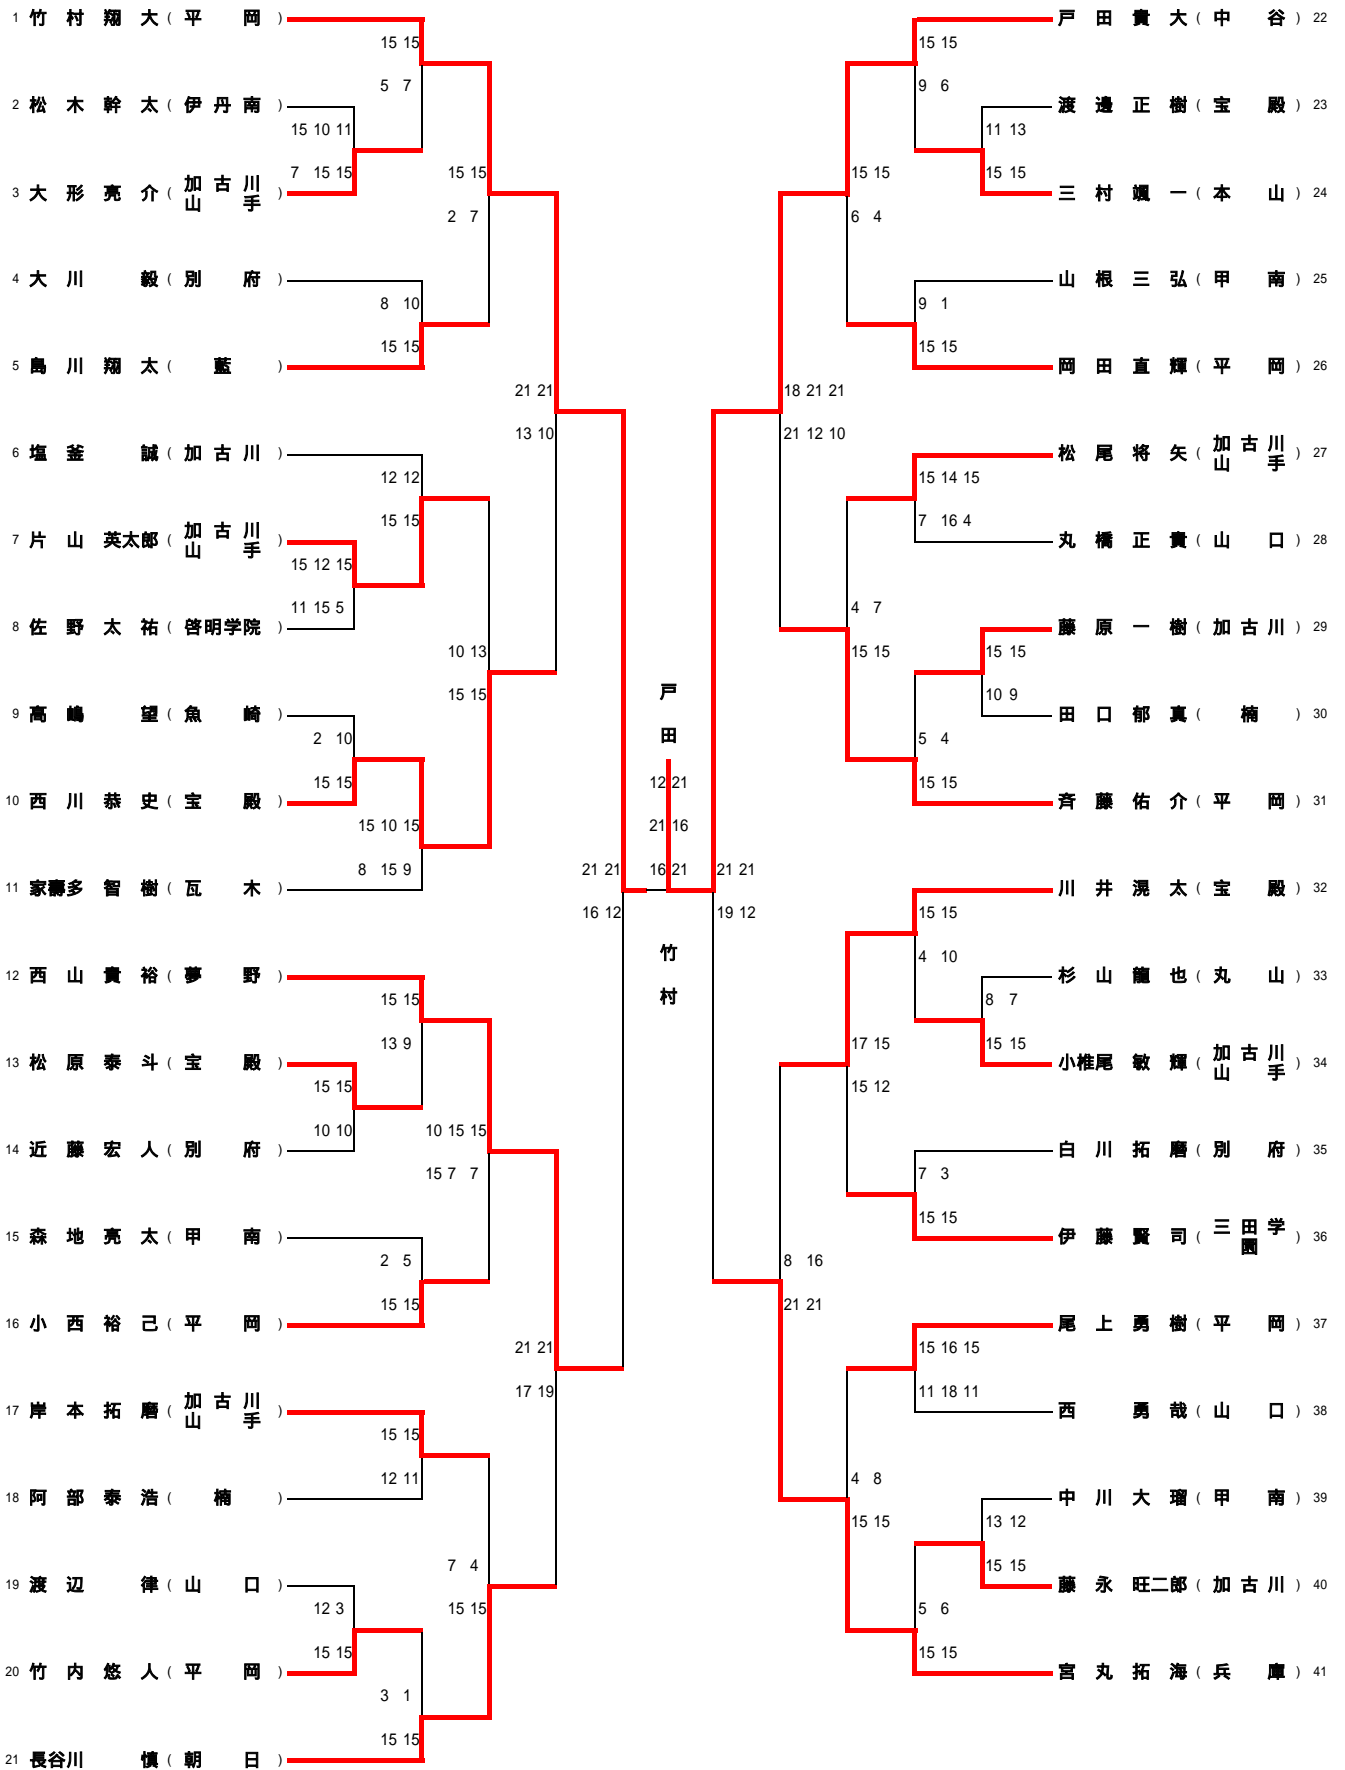 1 竹村翔大(平岡)
15 15
5 7
2 松木幹太(伊丹南)
15 10 11
7 15 15
3 大形亮介(加古川山手)
15 15
2 7
4 大川毅(別府)
8 10
15 15
5 島川翔太(藍)
21 21
13 10
6 塩釜誠(加古川)
12 12
15 15
7 片山英太郎(加古川山手)
15 12 15
11 15 5
8 佐野太祐(啓明学院)
10 13
15 15
9 高嶋望(魚崎)
2 10
15 15
10 西川恭史(宝殿)
15 10 15
8 15 9
11 家壽多智樹(瓦木)
21 21
16 12
12 西山貴裕(夢野)
15 15
13 9
13 松原泰斗(宝殿)
15 15
10 10
14 近藤宏人(別府)
10 15 15
15 7 7
15 森地亮太(甲南)
2 5
15 15
16 小西裕己(平岡)
21 21
17 19
17 岸本拓磨(加古川山手)
15 15
12 11
18 阿部泰浩(楠)
7 4
15 15
19 渡辺律(山口)
12 3
15 15
20 竹内悠人(平岡)
3 1
15 15
21 長谷川慎(朝日)
戸田
12 21
21 16
16 21
竹村
戸田貴大(中谷) 22
15 15
9 6
渡邊正樹(宝殿) 23
11 13
15 15
三村颯一(本山) 24
15 15
6 4
山根三弘(甲南) 25
9 1
15 15
岡田直輝(平岡) 26
18 21 21
21 12 10
松尾将矢(加古川山手) 27
15 14 15
7 16 4
丸橋正貴(山口) 28
4 7
15 15
藤原一樹(加古川) 29
15 15
10 9
田口郁真(楠) 30
5 4
15 15
斉藤佑介(平岡) 31
21 21
19 12
川井滉太(宝殿) 32
15 15
4 10
杉山龍也(丸山) 33
8 7
15 15
小椎尾敏輝(加古川山手) 34
17 15
15 12
白川拓磨(別府) 35
7 3
15 15
伊藤賢司(三田学園) 36
8 16
21 21
尾上勇樹(平岡) 37
15 16 15
11 18 11
西勇哉(山口) 38
4 8
15 15
中川大瑠(甲南) 39
13 12
15 15
藤永旺二郎(加古川) 40
5 6
15 15
宮丸拓海(兵庫) 41